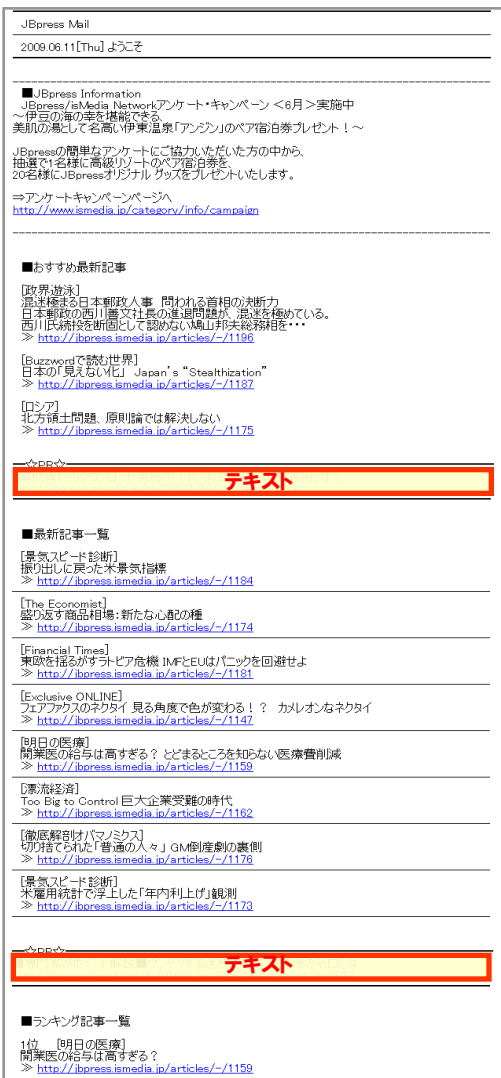 JBpress Mail
2009.06.11[Thu] ようこそ
■JBpress Information
JBpress/isMedia Networkアンケート・キャンペーン <6月>実施中
～伊豆の海の幸を堪能できる、
美肌の湯として名高い伊東温泉「アンジン」のペア宿泊券プレゼント!～
JBpressの簡単なアンケートにご協力いただいた方の中から、
抽選で1名様に高級リゾートのペア宿泊券を、
20名様にJBpressオリジナル グッズをプレゼントいたします。
⇒アンケートキャンペーンページへ
http://www.ismedia.jp/category/info/campaign
■おすすめ最新記事
[政界遊泳]
混迷極まる日本郵政人事 問われる首相の決断力
日本郵政の西川善文社長の進退問題が、混迷を極めている。
西川氏続投を断固として認めない鳩山邦夫総務相を・・・
≫ http://jbpress.ismedia.jp/articles/-/1196
[Buzzwordで読む世界]
日本の「見えない化」 Japan's "Stealthization"
≫ http://jbpress.ismedia.jp/articles/-/1187
[ロシア]
北方領土問題、原則論では解決しない
≫ http://jbpress.ismedia.jp/articles/-/1175
☆PR☆
テキスト
■最新記事一覧
[景気スピード診断]
振り出しに戻った米景気指標
≫ http://jbpress.ismedia.jp/articles/-/1184
[The Economist]
盛り返す商品相場:新たな心配の種
≫ http://jbpress.ismedia.jp/articles/-/1174
[Financial Times]
東欧を揺るがすラトビア危機 IMFとEUはパニックを回避せよ
≫ http://jbpress.ismedia.jp/articles/-/1181
[Exclusive ONLINE]
フェアファクスのネクタイ 見る角度で色が変わる!? カメレオンなネクタイ
≫ http://jbpress.ismedia.jp/articles/-/1147
[明日の医療]
開業医の給与は高すぎる? とどまるところを知らない医療費削減
≫ http://jbpress.ismedia.jp/articles/-/1159
[漂流経済]
Too Big to Control 巨大企業受難の時代
≫ http://jbpress.ismedia.jp/articles/-/1162
[徹底解剖オバマノミクス]
切り捨てられた「普通の人々」 GM倒産劇の裏側
≫ http://jbpress.ismedia.jp/articles/-/1176
[景気スピード診断]
米雇用統計で浮上した「年内利上げ」観測
≫ http://jbpress.ismedia.jp/articles/-/1173
☆PR☆
テキスト
■ランキング記事一覧
1位 [明日の医療]
開業医の給与は高すぎる?
≫ http://jbpress.ismedia.jp/articles/-/1159